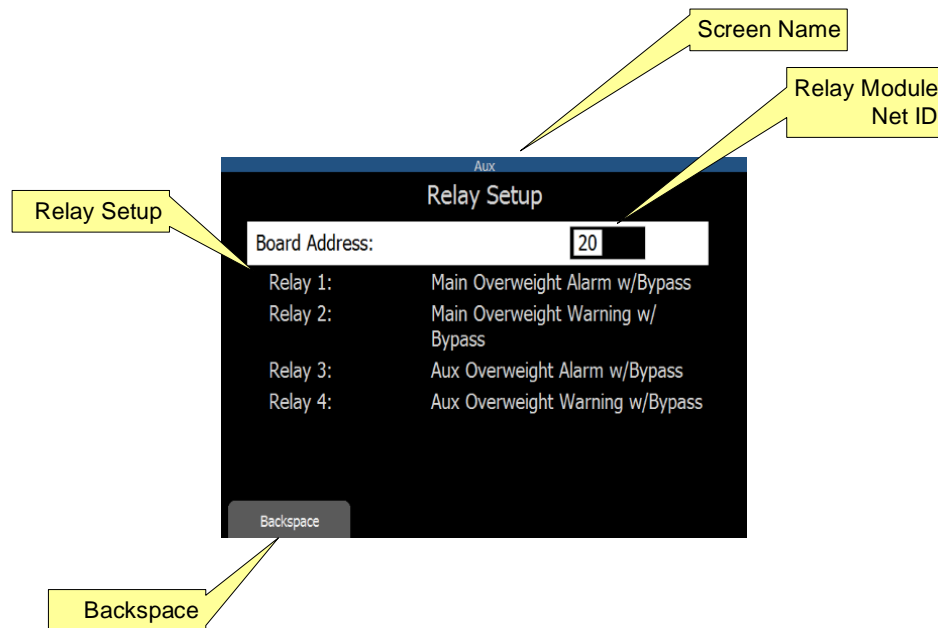 Screen Name
Relay Module
Net ID
Aux
Relay Setup
Relay Setup
Board Address: 20
Relay 1: Main Overweight Alarm w/Bypass
Relay 2: Main Overweight Warning w/
Bypass
Relay 3: Aux Overweight Alarm w/Bypass
Relay 4: Aux Overweight Warning w/Bypass
Backspace
Backspace